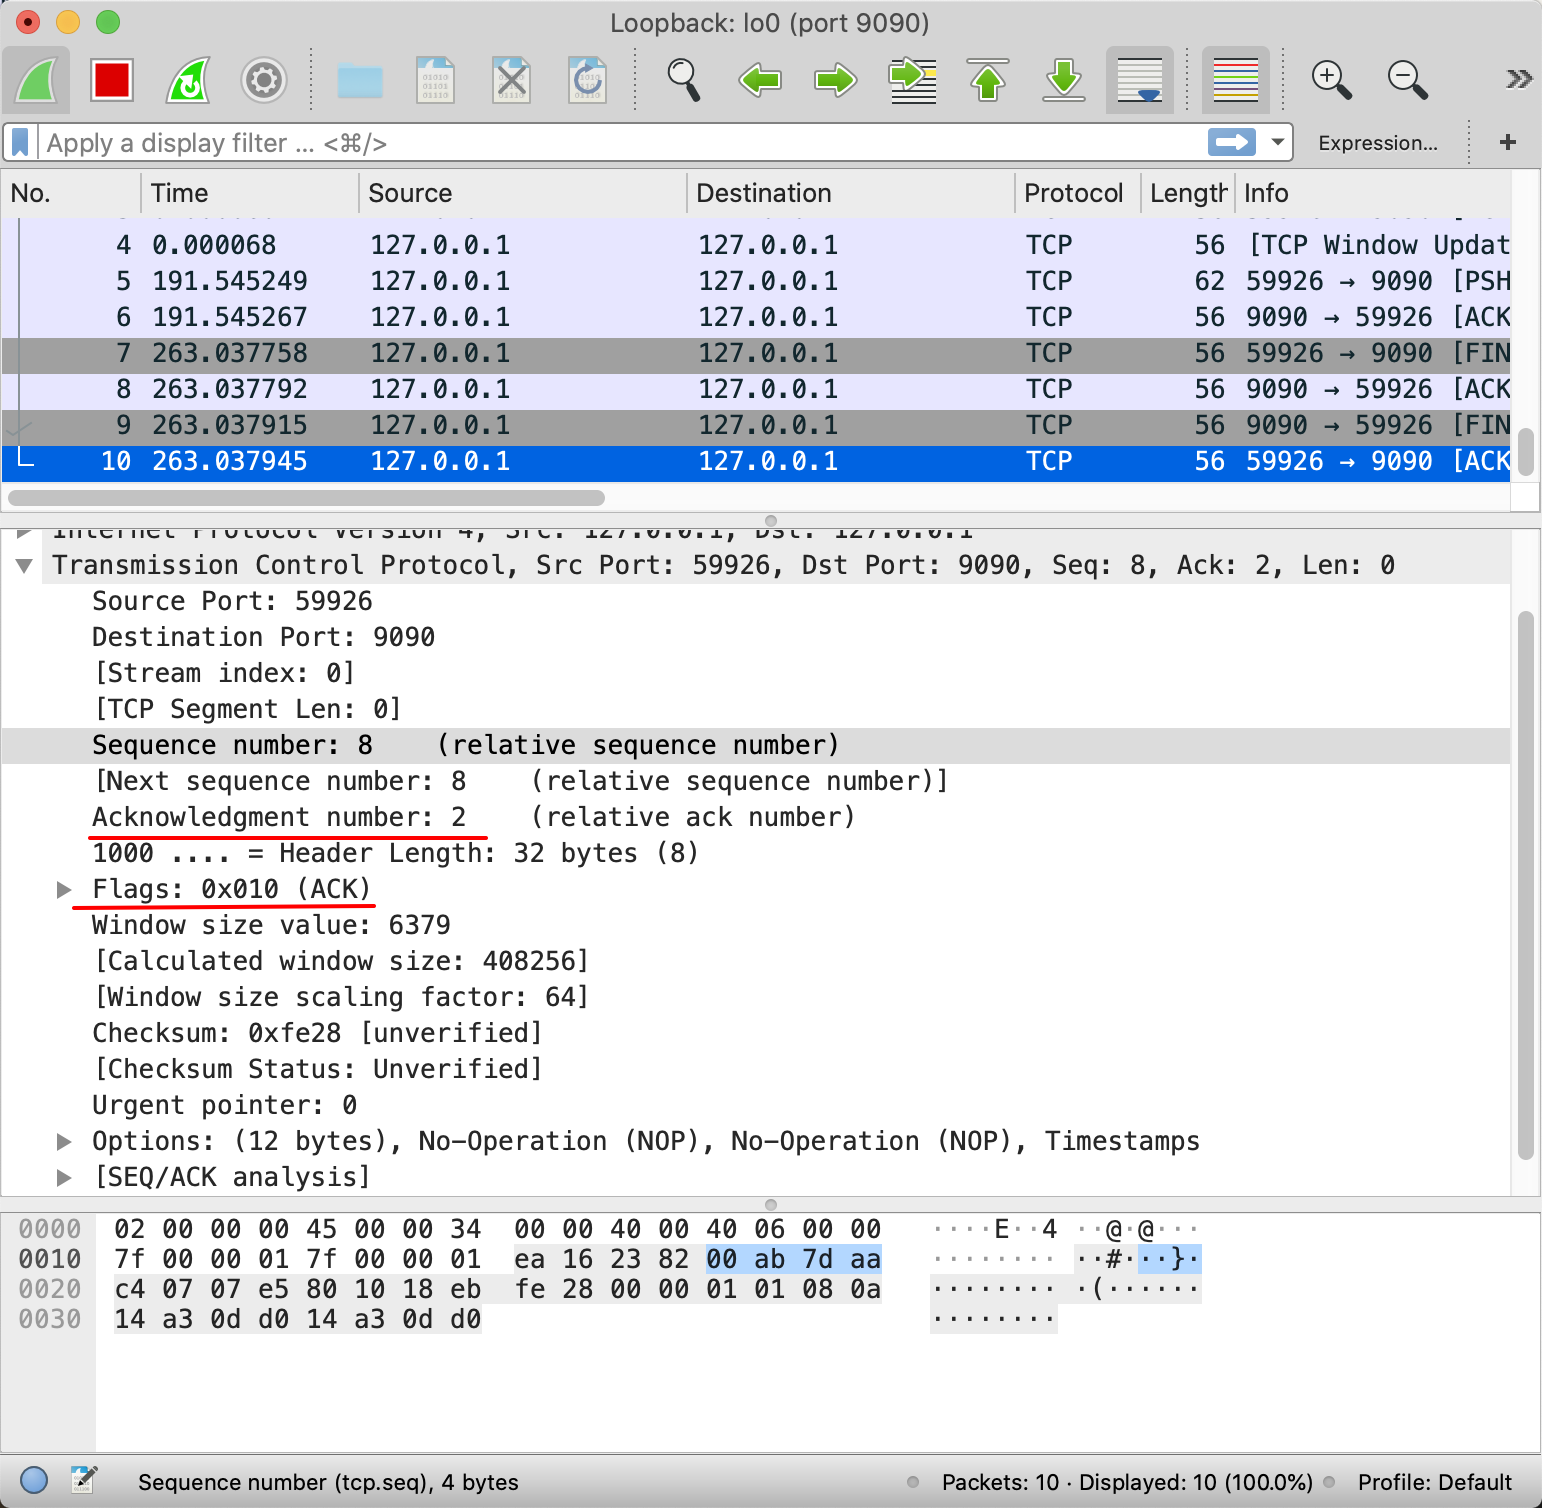 Loopback: lo0 (port 9090)
Apply a display filter ... <⌘/>
Expression...
+
No. Time Source Destination Protocol Length Info
4 0.000068 127.0.0.1 127.0.0.1 TCP 56 [TCP Window Updat
5 191.545249 127.0.0.1 127.0.0.1 TCP 62 59926 → 9090 [PSH
6 191.545267 127.0.0.1 127.0.0.1 TCP 56 9090 → 59926 [ACK
7 263.037758 127.0.0.1 127.0.0.1 TCP 56 59926 → 9090 [FIN
8 263.037792 127.0.0.1 127.0.0.1 TCP 56 9090 → 59926 [ACK
9 263.037915 127.0.0.1 127.0.0.1 TCP 56 9090 → 59926 [FIN
10 263.037945 127.0.0.1 127.0.0.1 TCP 56 59926 → 9090 [ACK
Internet Protocol Version 4, Src: 127.0.0.1, Dst: 127.0.0.1
Transmission Control Protocol, Src Port: 59926, Dst Port: 9090, Seq: 8, Ack: 2, Len: 0
Source Port: 59926
Destination Port: 9090
[Stream index: 0]
[TCP Segment Len: 0]
Sequence number: 8 (relative sequence number)
[Next sequence number: 8 (relative sequence number)]
Acknowledgment number: 2 (relative ack number)
1000 .... = Header Length: 32 bytes (8)
Flags: 0x010 (ACK)
Window size value: 6379
[Calculated window size: 408256]
[Window size scaling factor: 64]
Checksum: 0xfe28 [unverified]
[Checksum Status: Unverified]
Urgent pointer: 0
Options: (12 bytes), No-Operation (NOP), No-Operation (NOP), Timestamps
[SEQ/ACK analysis]
0000 02 00 00 00 45 00 00 34 00 00 40 00 40 06 00 00 ····E··4 ··@·@···
0010 7f 00 00 01 7f 00 00 01 ea 16 23 82 00 ab 7d aa ········ ··#···}·
0020 c4 07 07 e5 80 10 18 eb fe 28 00 00 01 01 08 0a ········ ·(······
0030 14 a3 0d d0 14 a3 0d d0 ········
Sequence number (tcp.seq), 4 bytes
Packets: 10 · Displayed: 10 (100.0%)
Profile: Default